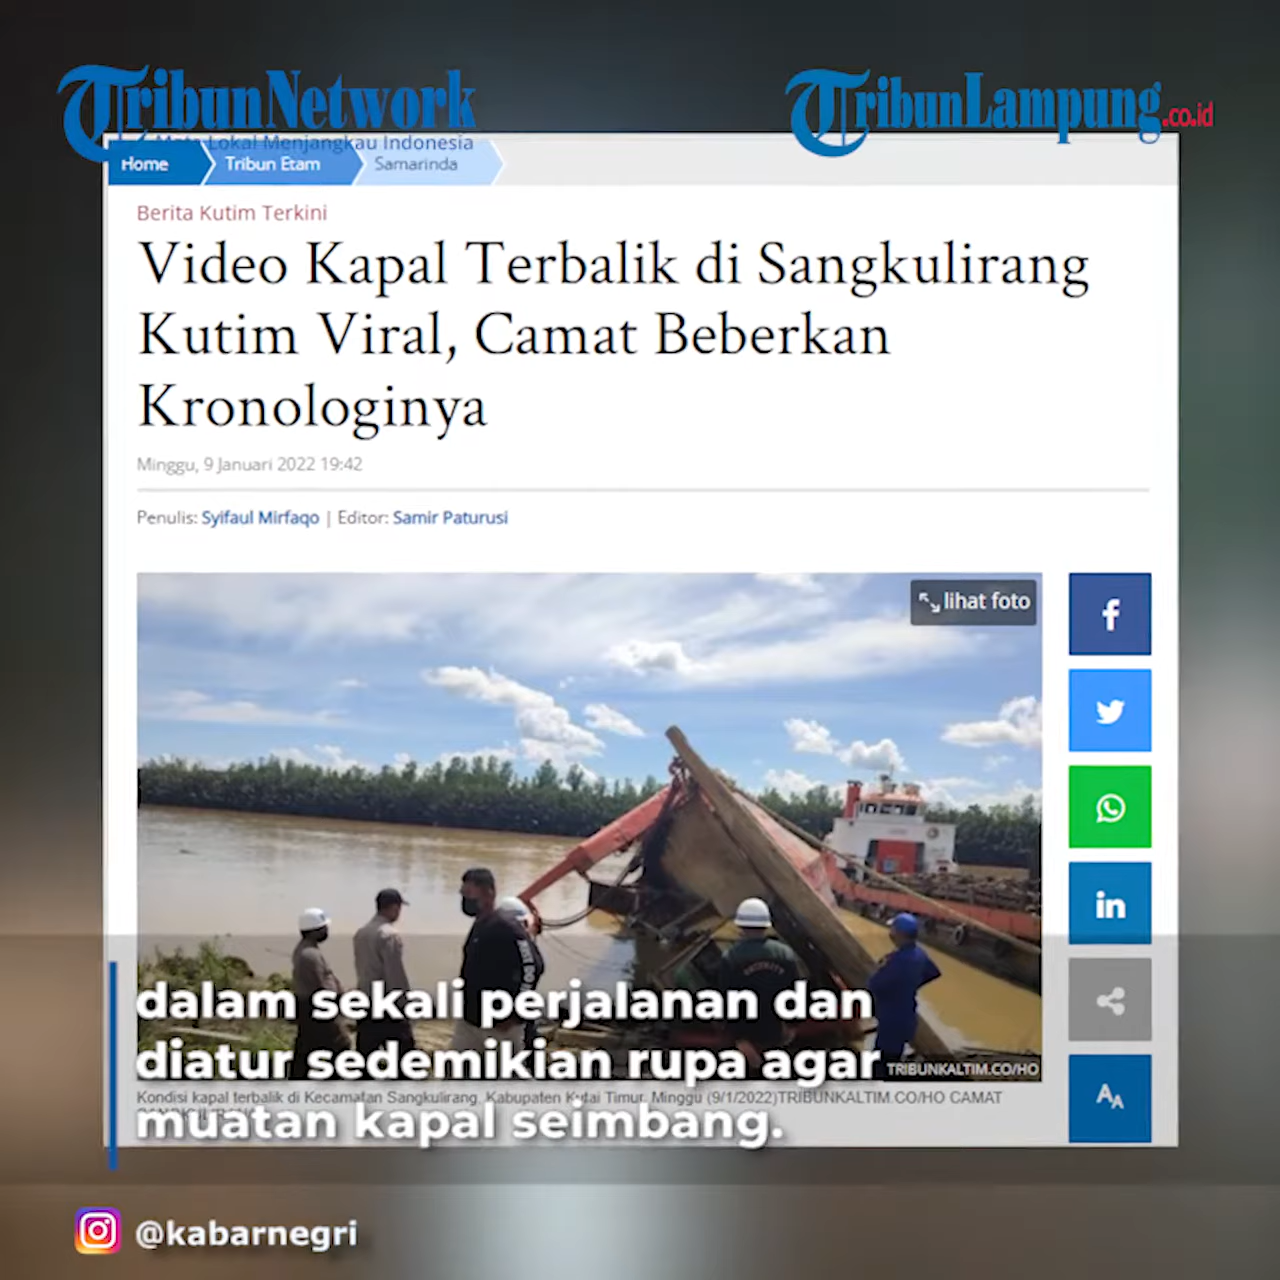 TribunNetwork
Mata Lokal Menjangkau Indonesia
TribunLampung.co.id
Home Tribun Etam Samarinda
Berita Kutim Terkini
Video Kapal Terbalik di Sangkulirang
Kutim Viral, Camat Beberkan
Kronologinya
Minggu, 9 Januari 2022 19:42
Penulis: Syifaul Mirfaqo | Editor: Samir Paturusi
lihat foto
dalam sekali perjalanan dan
diatur sedemikian rupa agar
TRIBUNKALTIM.CO/HO
Kondisi kapal terbalik di Kecamatan Sangkulirang, Kabupaten Kutai Timur, Minggu (9/1/2022)TRIBUNKALTIM.CO/HO CAMAT
muatan kapal seimbang.
@kabarnegri